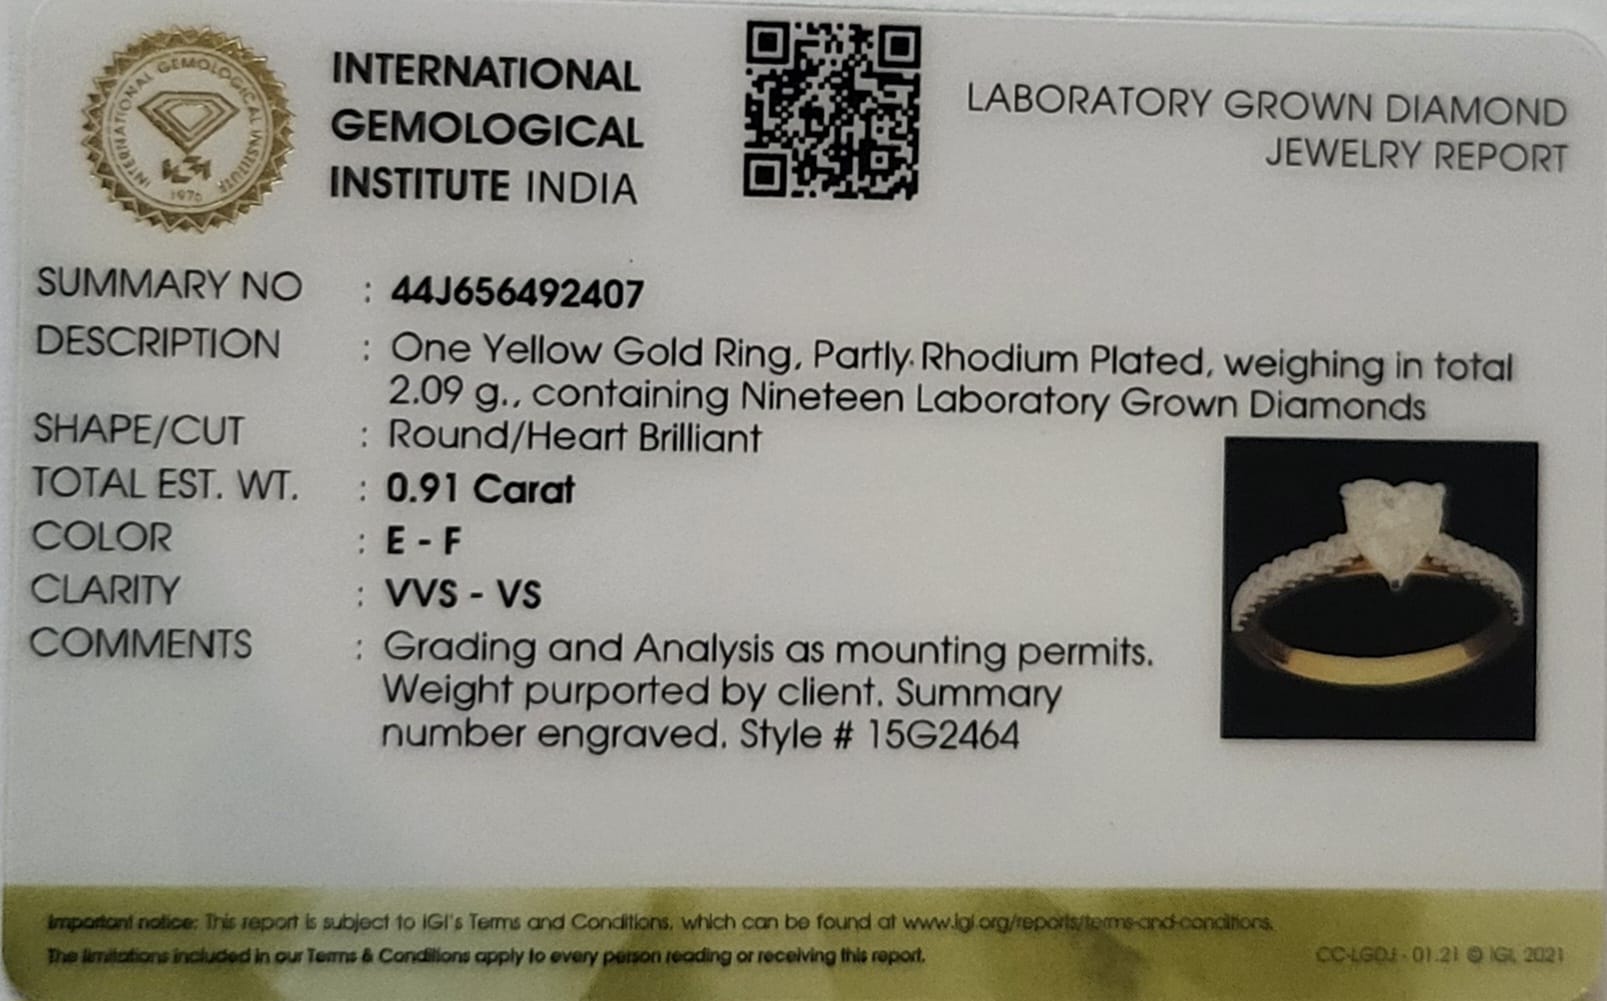 INTERNATIONAL GEMOLOGICAL INSTITUTE
IGI
1975
INTERNATIONAL
GEMOLOGICAL
INSTITUTE INDIA
LABORATORY GROWN DIAMOND
JEWELRY REPORT
SUMMARY NO : 44J656492407
DESCRIPTION : One Yellow Gold Ring, Partly Rhodium Plated, weighing in total
2.09 g., containing Nineteen Laboratory Grown Diamonds
SHAPE/CUT : Round/Heart Brilliant
TOTAL EST. WT. : 0.91 Carat
COLOR : E - F
CLARITY : VVS - VS
COMMENTS : Grading and Analysis as mounting permits.
Weight purported by client. Summary
number engraved. Style # 15G2464
Important notice: This report is subject to IGI's Terms and Conditions, which can be found at www.igi.org/reports/terms-and-conditions.
The limitations included in our Terms & Conditions apply to every person reading or receiving this report.
CC-LGDJ - 01.21 © IGI, 2021